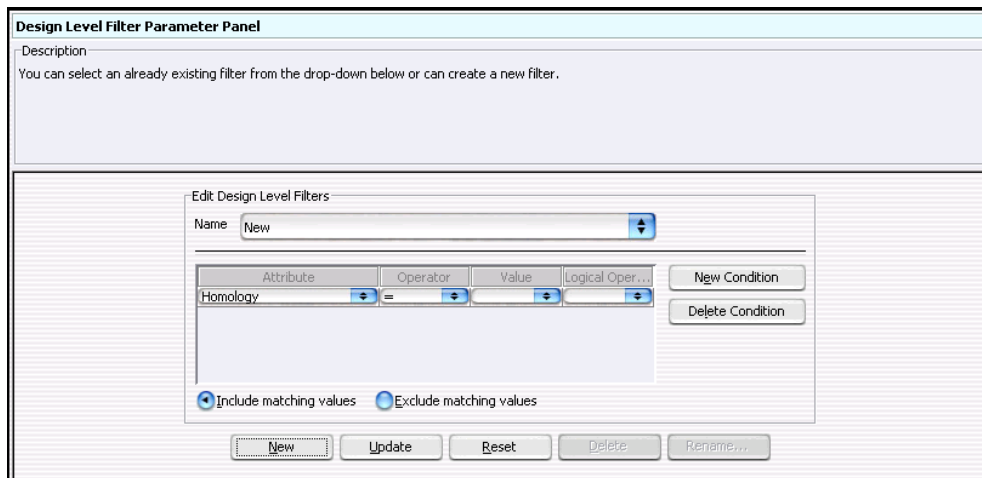 Design Level Filter Parameter Panel
Description
You can select an already existing filter from the drop-down below or can create a new filter.
Edit Design Level Filters
Name New
Attribute Operator Value Logical Oper...
Homology =
New Condition
Delete Condition
Include matching values Exclude matching values
New Update Reset Delete Rename...